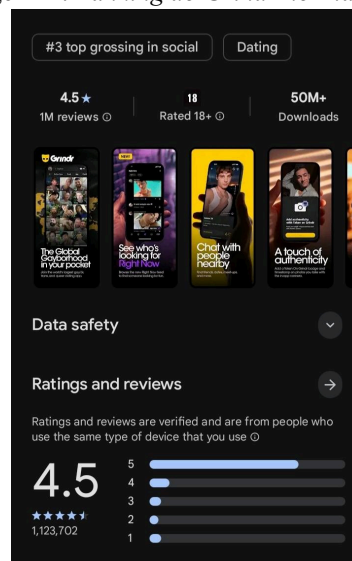 #3 top grossing in social
Dating
4.5★
1M reviews
18
Rated 18+
50M+
Downloads
Grindr
The Global
Gayborhood
in your pocket
NEW!
See who's
looking for
Right Now
Chat with
people
nearby
A touch of
authenticity
Data safety
Ratings and reviews
Ratings and reviews are verified and are from people who
use the same type of device that you use
4.5
1,123,702
5
4
3
2
1